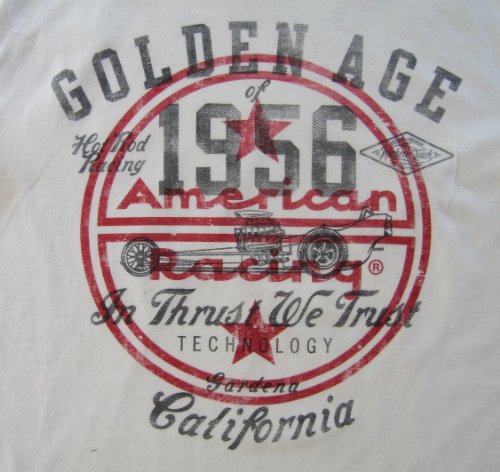 GOLDEN AGE
of
1956
Hot Rod
Racing
American
Racing®
In Thrust We Trust
TECHNOLOGY
Gardena
California